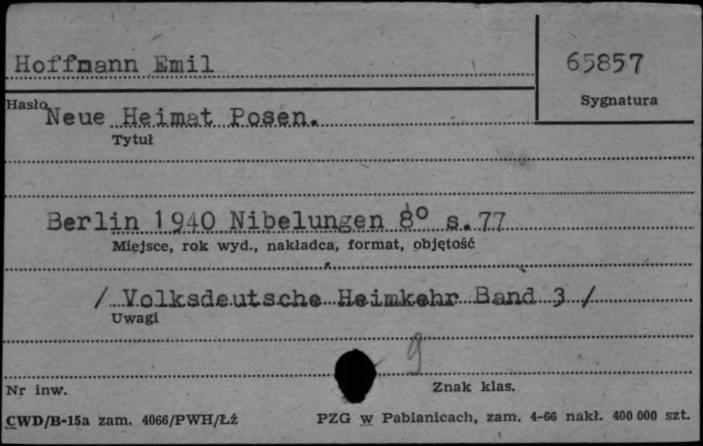 Hoffmann Emil
65857
Hasło
Sygnatura
Neue Heimat Posen.
Tytuł
Berlin 1940 Nibelungen 8° s.77
Miejsce, rok wyd., nakładca, format, objętość
/ Volksdeutsche Heimkehr Band 3 /
Uwagi
9
Nr inw.
Znak klas.
CWD/B-15a zam. 4066/PWH/Łź
PZG w Pabianicach, zam. 4-66 nakł. 400 000 szt.